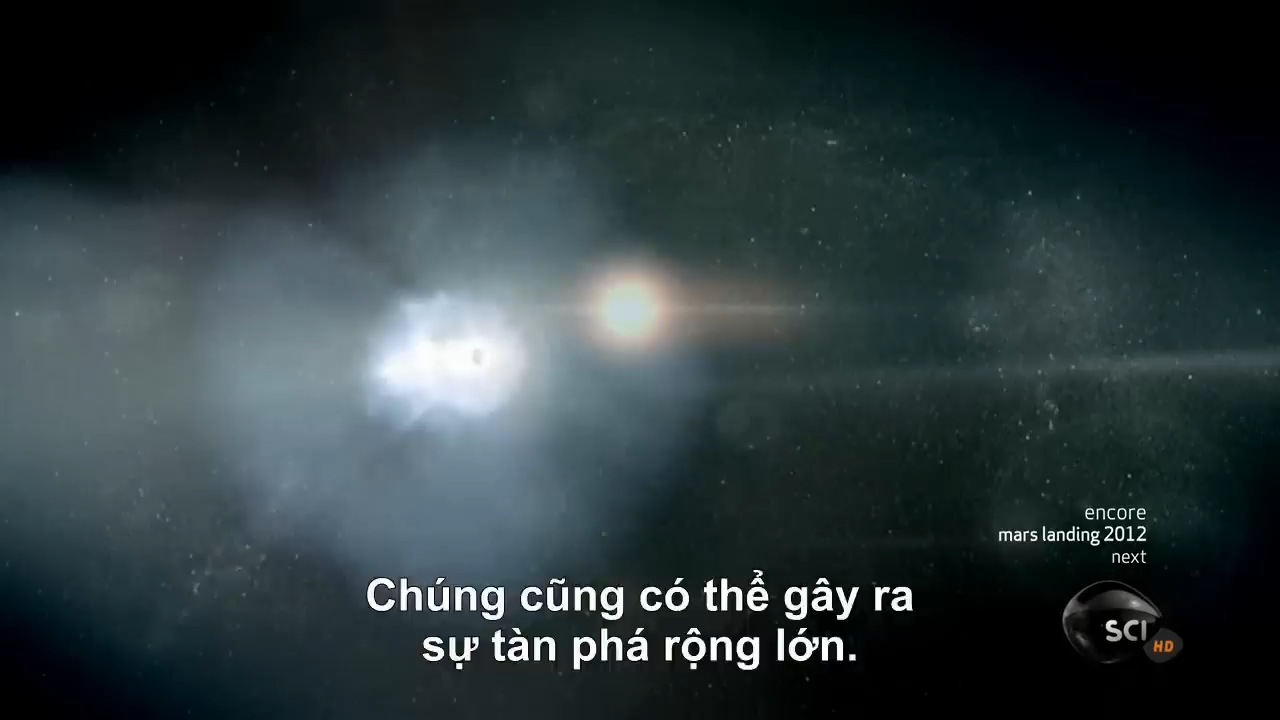 encore
mars landing 2012
next
SCI
HD
Chúng cũng có thể gây ra
sự tàn phá rộng lớn.